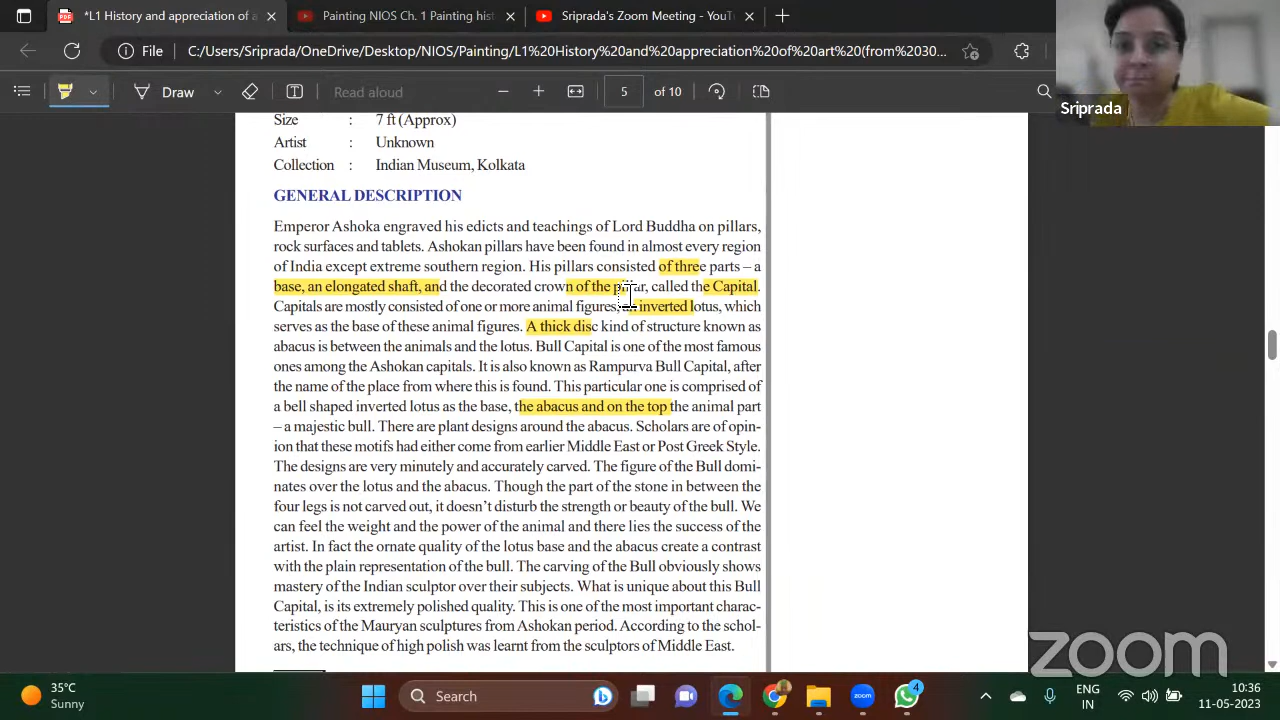 *L1 History and appreciation of a
Painting NIOS Ch. 1 Painting hist
Sriprada's Zoom Meeting - YouT
File
C:/Users/Sriprada/OneDrive/Desktop/NIOS/Painting/L1%20History%20and%20appreciation%20of%20art%20(from%2030...
Draw
Read aloud
5
of 10
Sriprada
Size : 7 ft (Approx)
Artist : Unknown
Collection : Indian Museum, Kolkata
GENERAL DESCRIPTION
Emperor Ashoka engraved his edicts and teachings of Lord Buddha on pillars,
rock surfaces and tablets. Ashokan pillars have been found in almost every region
of India except extreme southern region. His pillars consisted of three parts – a
base, an elongated shaft, and the decorated crown of the pillar, called the Capital.
Capitals are mostly consisted of one or more animal figures, an inverted lotus, which
serves as the base of these animal figures. A thick disc kind of structure known as
abacus is between the animals and the lotus. Bull Capital is one of the most famous
ones among the Ashokan capitals. It is also known as Rampurva Bull Capital, after
the name of the place from where this is found. This particular one is comprised of
a bell shaped inverted lotus as the base, the abacus and on the top the animal part
– a majestic bull. There are plant designs around the abacus. Scholars are of opin-
ion that these motifs had either come from earlier Middle East or Post Greek Style.
The designs are very minutely and accurately carved. The figure of the Bull domi-
nates over the lotus and the abacus. Though the part of the stone in between the
four legs is not carved out, it doesn't disturb the strength or beauty of the bull. We
can feel the weight and the power of the animal and there lies the success of the
artist. In fact the ornate quality of the lotus base and the abacus create a contrast
with the plain representation of the bull. The carving of the Bull obviously shows
mastery of the Indian sculptor over their subjects. What is unique about this Bull
Capital, is its extremely polished quality. This is one of the most important charac-
teristics of the Mauryan sculptures from Ashokan period. According to the schol-
ars, the technique of high polish was learnt from the sculptors of Middle East.
zoom
35°C
Sunny
Search
zoom
4
ENG
IN
10:36
11-05-2023